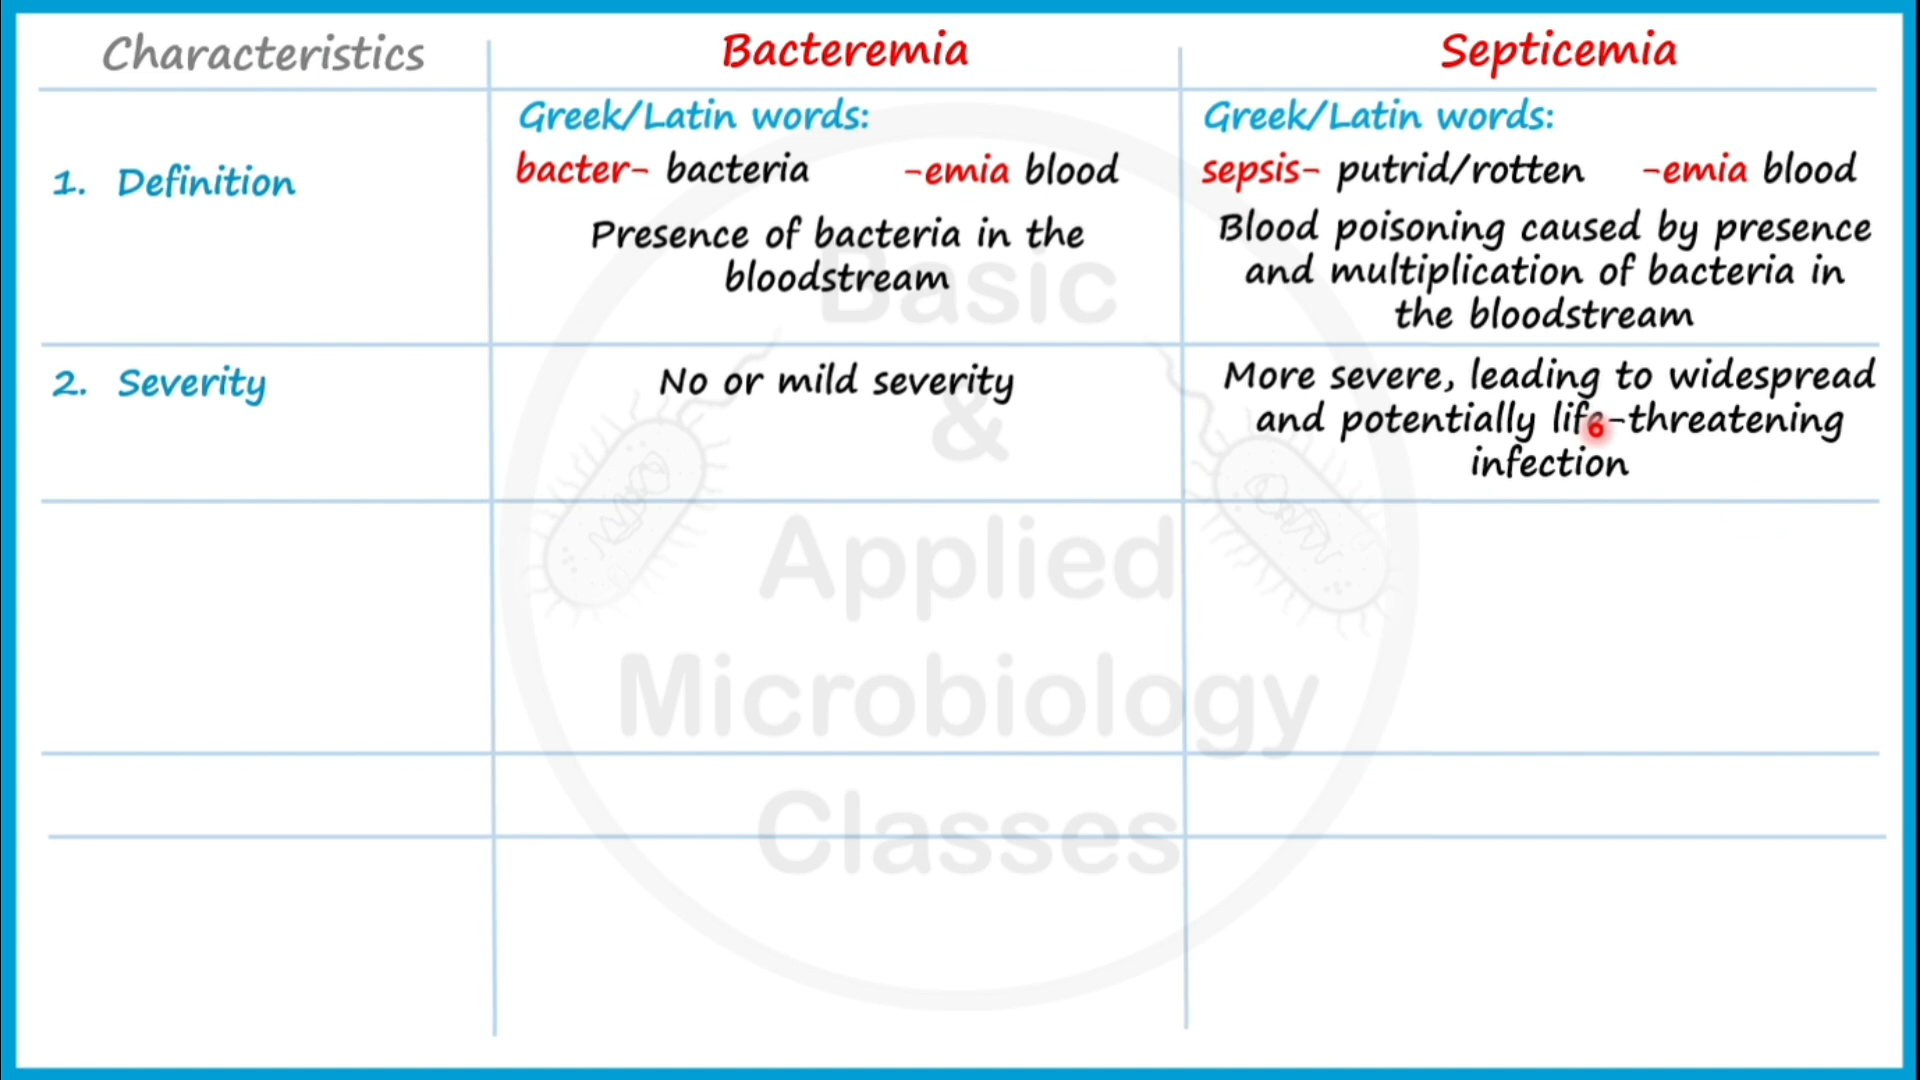 Characteristics Bacteremia Septicemia
Greek/Latin words: Greek/Latin words:
1. Definition bacter- bacteria -emia blood sepsis- putrid/rotten -emia blood
Presence of bacteria in the
bloodstream
Blood poisoning caused by presence
and multiplication of bacteria in
the bloodstream
2. Severity No or mild severity More severe, leading to widespread
and potentially life-threatening
infection
Basic
&
Applied
Microbiology
Classes